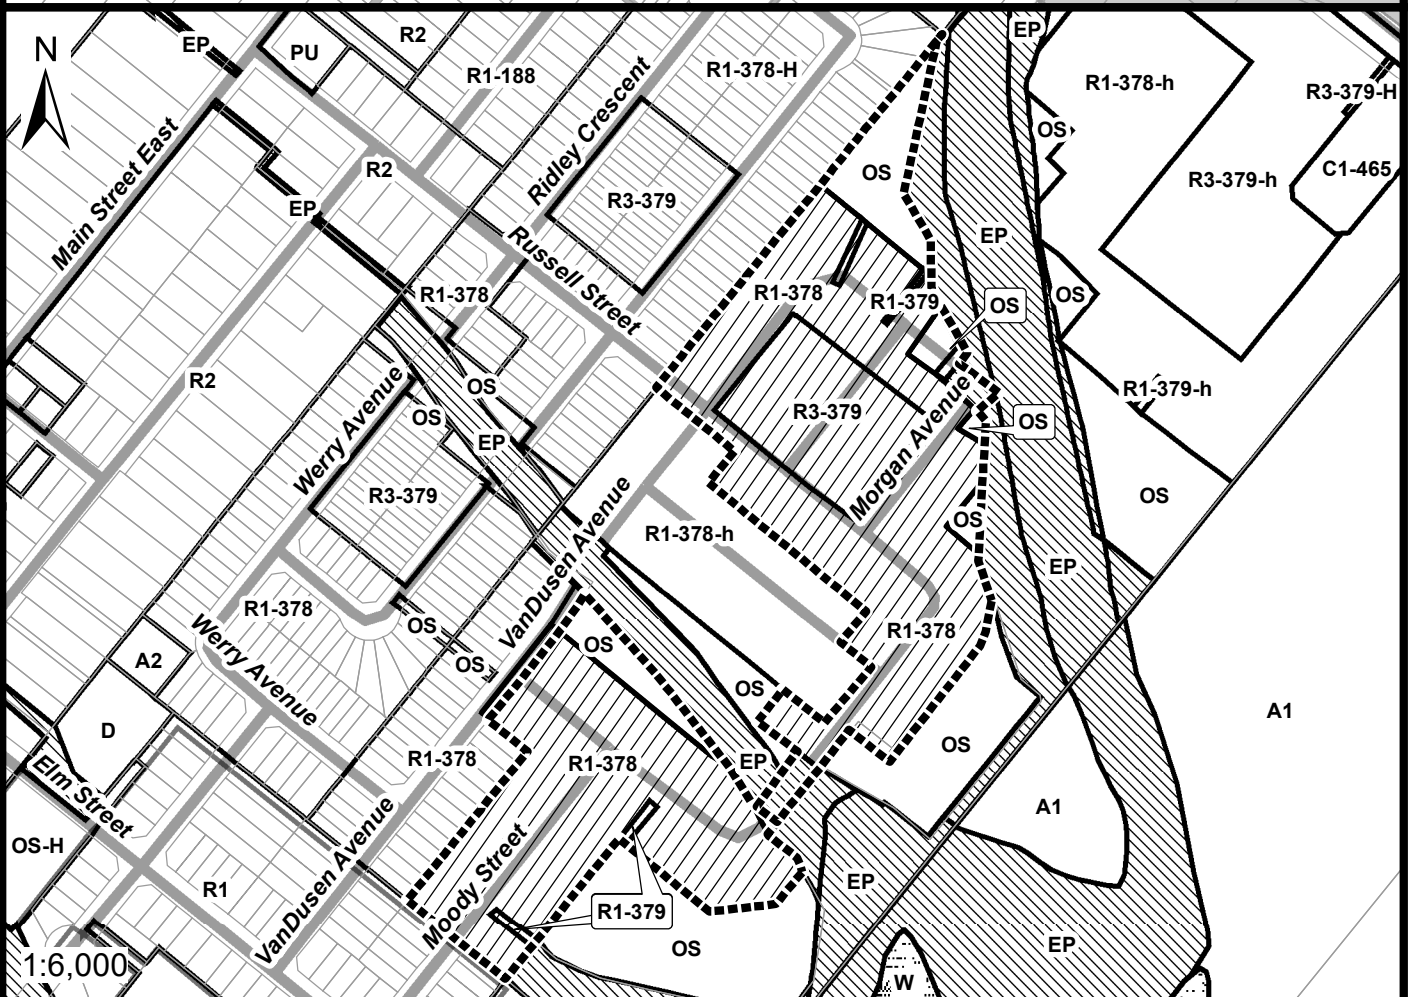 EP
R2
EP
N
PU
R1-188
R1-378-H
R1-378-h
R3-379-H
OS
Ridley Crescent
Main Street East
R2
OS
C1-465
R3-379-h
R3-379
EP
EP
Russell Street
R1-378
R1-378
R1-379
OS
OS
R2
OS
R1-379-h
Werry Avenue
OS
R3-379
Morgan Avenue
OS
EP
R3-379
OS
OS
VanDusen Avenue
R1-378-h
EP
R1-378
OS
R1-378
Werry Avenue
OS
A2
OS
OS
A1
D
R1-378
R1-378
EP
OS
Elm Street
A1
OS-H
VanDusen Avenue
Moody Street
R1
EP
R1-379
OS
EP
1:6,000
W